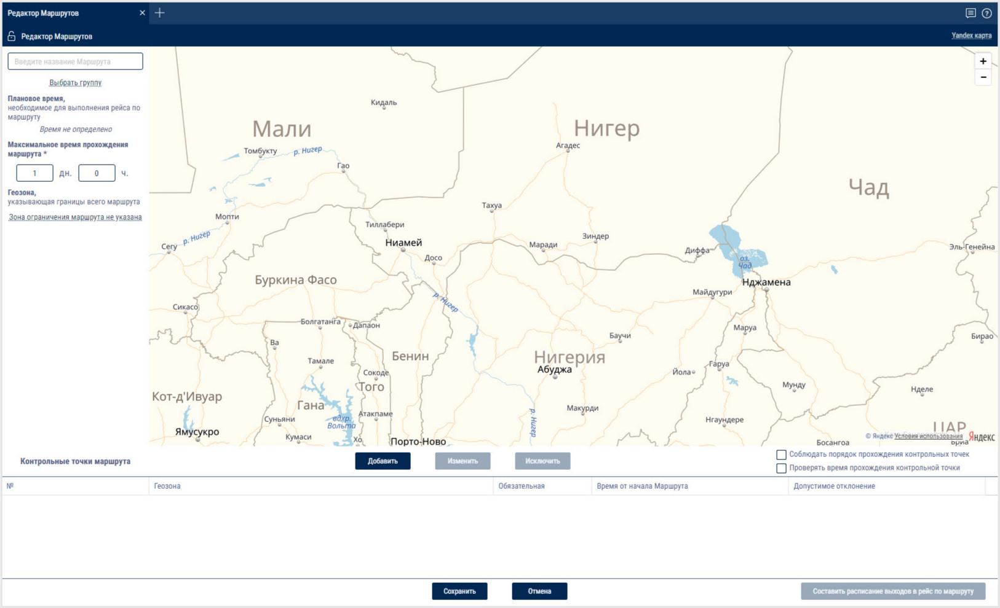 Редактор Маршрутов
Редактор Маршрутов
Yandex карта
Введите название Маршрута
Выбрать группу
Плановое время,
необходимое для выполнения рейса по
маршруту
Время не определено
Максимальное время прохождения
маршрута *
1 дн. 0 ч.
Геозона,
указывающая границы всего маршрута
Зона ограничения маршрута не указана
+
−
Кидаль
Мали
Нигер
Томбукту
р. Нигер
Агадес
Гао
Чад
Тахуа
Мопти
Тиллабери
р. Нигер
Зиндер
Ниамей
Маради
Сегу
Диффа
Эль-Генейна
Досо
оз.
Чад
Буркина Фасо
Нджамена
Майдугури
р. Нигер
Сикасо
Болгатанга
Дапаон
Маруа
Баучи
Бирао
Ва
Бенин
Нигерия
Тамале
Абуджа
Гаруа
Сокоде
Йола
Того
Мунду
Нделе
Кот-д'Ивуар
Гана
Макурди
Атакпаме
Суньяни
вдхр.
Вольта
р. Нигер
Нгаундере
ЦАР
Ямусукро
Кумаси
Хо
Порто-Ново
Босангоа
Бриа
© Яндекс Условия использования
Яндекс
Контрольные точки маршрута
Добавить
Изменить
Исключить
Соблюдать порядок прохождения контрольных точек
Проверять время прохождения контрольной точки
№
Геозона
Обязательная
Время от начала Маршрута
Допустимое отклонение
Сохранить
Отмена
Составить расписание выходов в рейс по маршруту